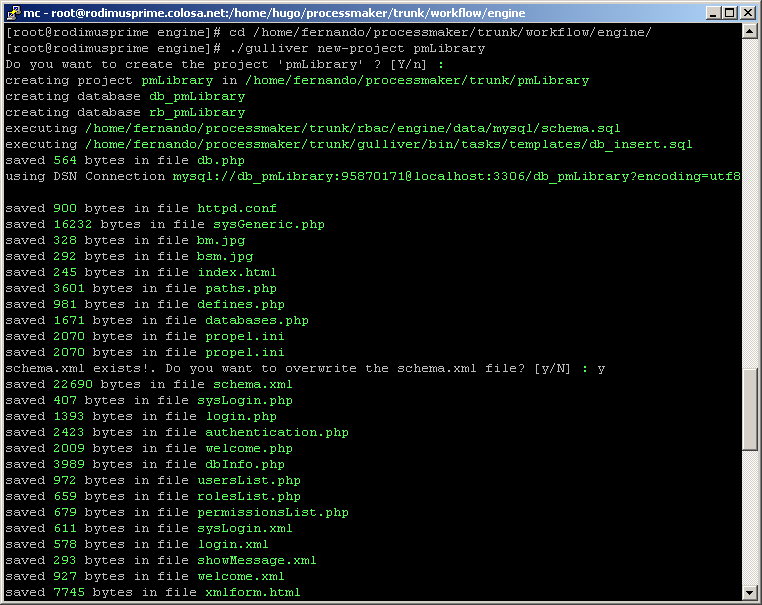 mc - root@rodimusprime.colosa.net:/home/hugo/processmaker/trunk/workflow/engine
[root@rodimusprime engine]# cd /home/fernando/processmaker/trunk/workflow/engine/
[root@rodimusprime engine]# ./gulliver new-project pmLibrary
Do you want to create the project 'pmLibrary' ? [Y/n] :
creating project pmLibrary in /home/fernando/processmaker/trunk/pmLibrary
creating database db_pmLibrary
creating database rb_pmLibrary
executing /home/fernando/processmaker/trunk/rbac/engine/data/mysql/schema.sql
executing /home/fernando/processmaker/trunk/gulliver/bin/tasks/templates/db_insert.sql
saved 564 bytes in file db.php
using DSN Connection mysql://db_pmLibrary:95870171@localhost:3306/db_pmLibrary?encoding=utf8
saved 900 bytes in file httpd.conf
saved 16232 bytes in file sysGeneric.php
saved 328 bytes in file bm.jpg
saved 292 bytes in file bsm.jpg
saved 245 bytes in file index.html
saved 3601 bytes in file paths.php
saved 981 bytes in file defines.php
saved 1671 bytes in file databases.php
saved 2070 bytes in file propel.ini
saved 2070 bytes in file propel.ini
schema.xml exists!. Do you want to overwrite the schema.xml file? [y/N] : y
saved 22690 bytes in file schema.xml
saved 407 bytes in file sysLogin.php
saved 1393 bytes in file login.php
saved 2423 bytes in file authentication.php
saved 2009 bytes in file welcome.php
saved 3989 bytes in file dbInfo.php
saved 972 bytes in file usersList.php
saved 659 bytes in file rolesList.php
saved 679 bytes in file permissionsList.php
saved 611 bytes in file sysLogin.xml
saved 578 bytes in file login.xml
saved 293 bytes in file showMessage.xml
saved 927 bytes in file welcome.xml
saved 7745 bytes in file xmlform.html